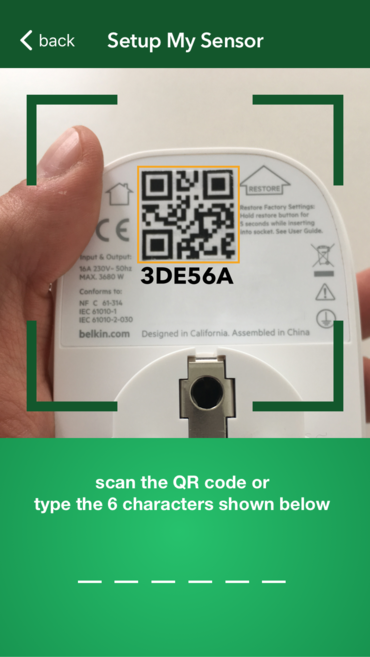 back
Setup My Sensor
RESTORE
Restore Factory Settings:
Hold restore button for
5 seconds while inserting
into socket. See User Guide.
CE
Input & Output:
16A 230V~50Hz
MAX. 3680 W
3DE56A
Conforms to:
NF C 61-314
IEC 61010-1
IEC 61010-2-030
belkin.com
Designed in California. Assembled in China
scan the QR code or
type the 6 characters shown below